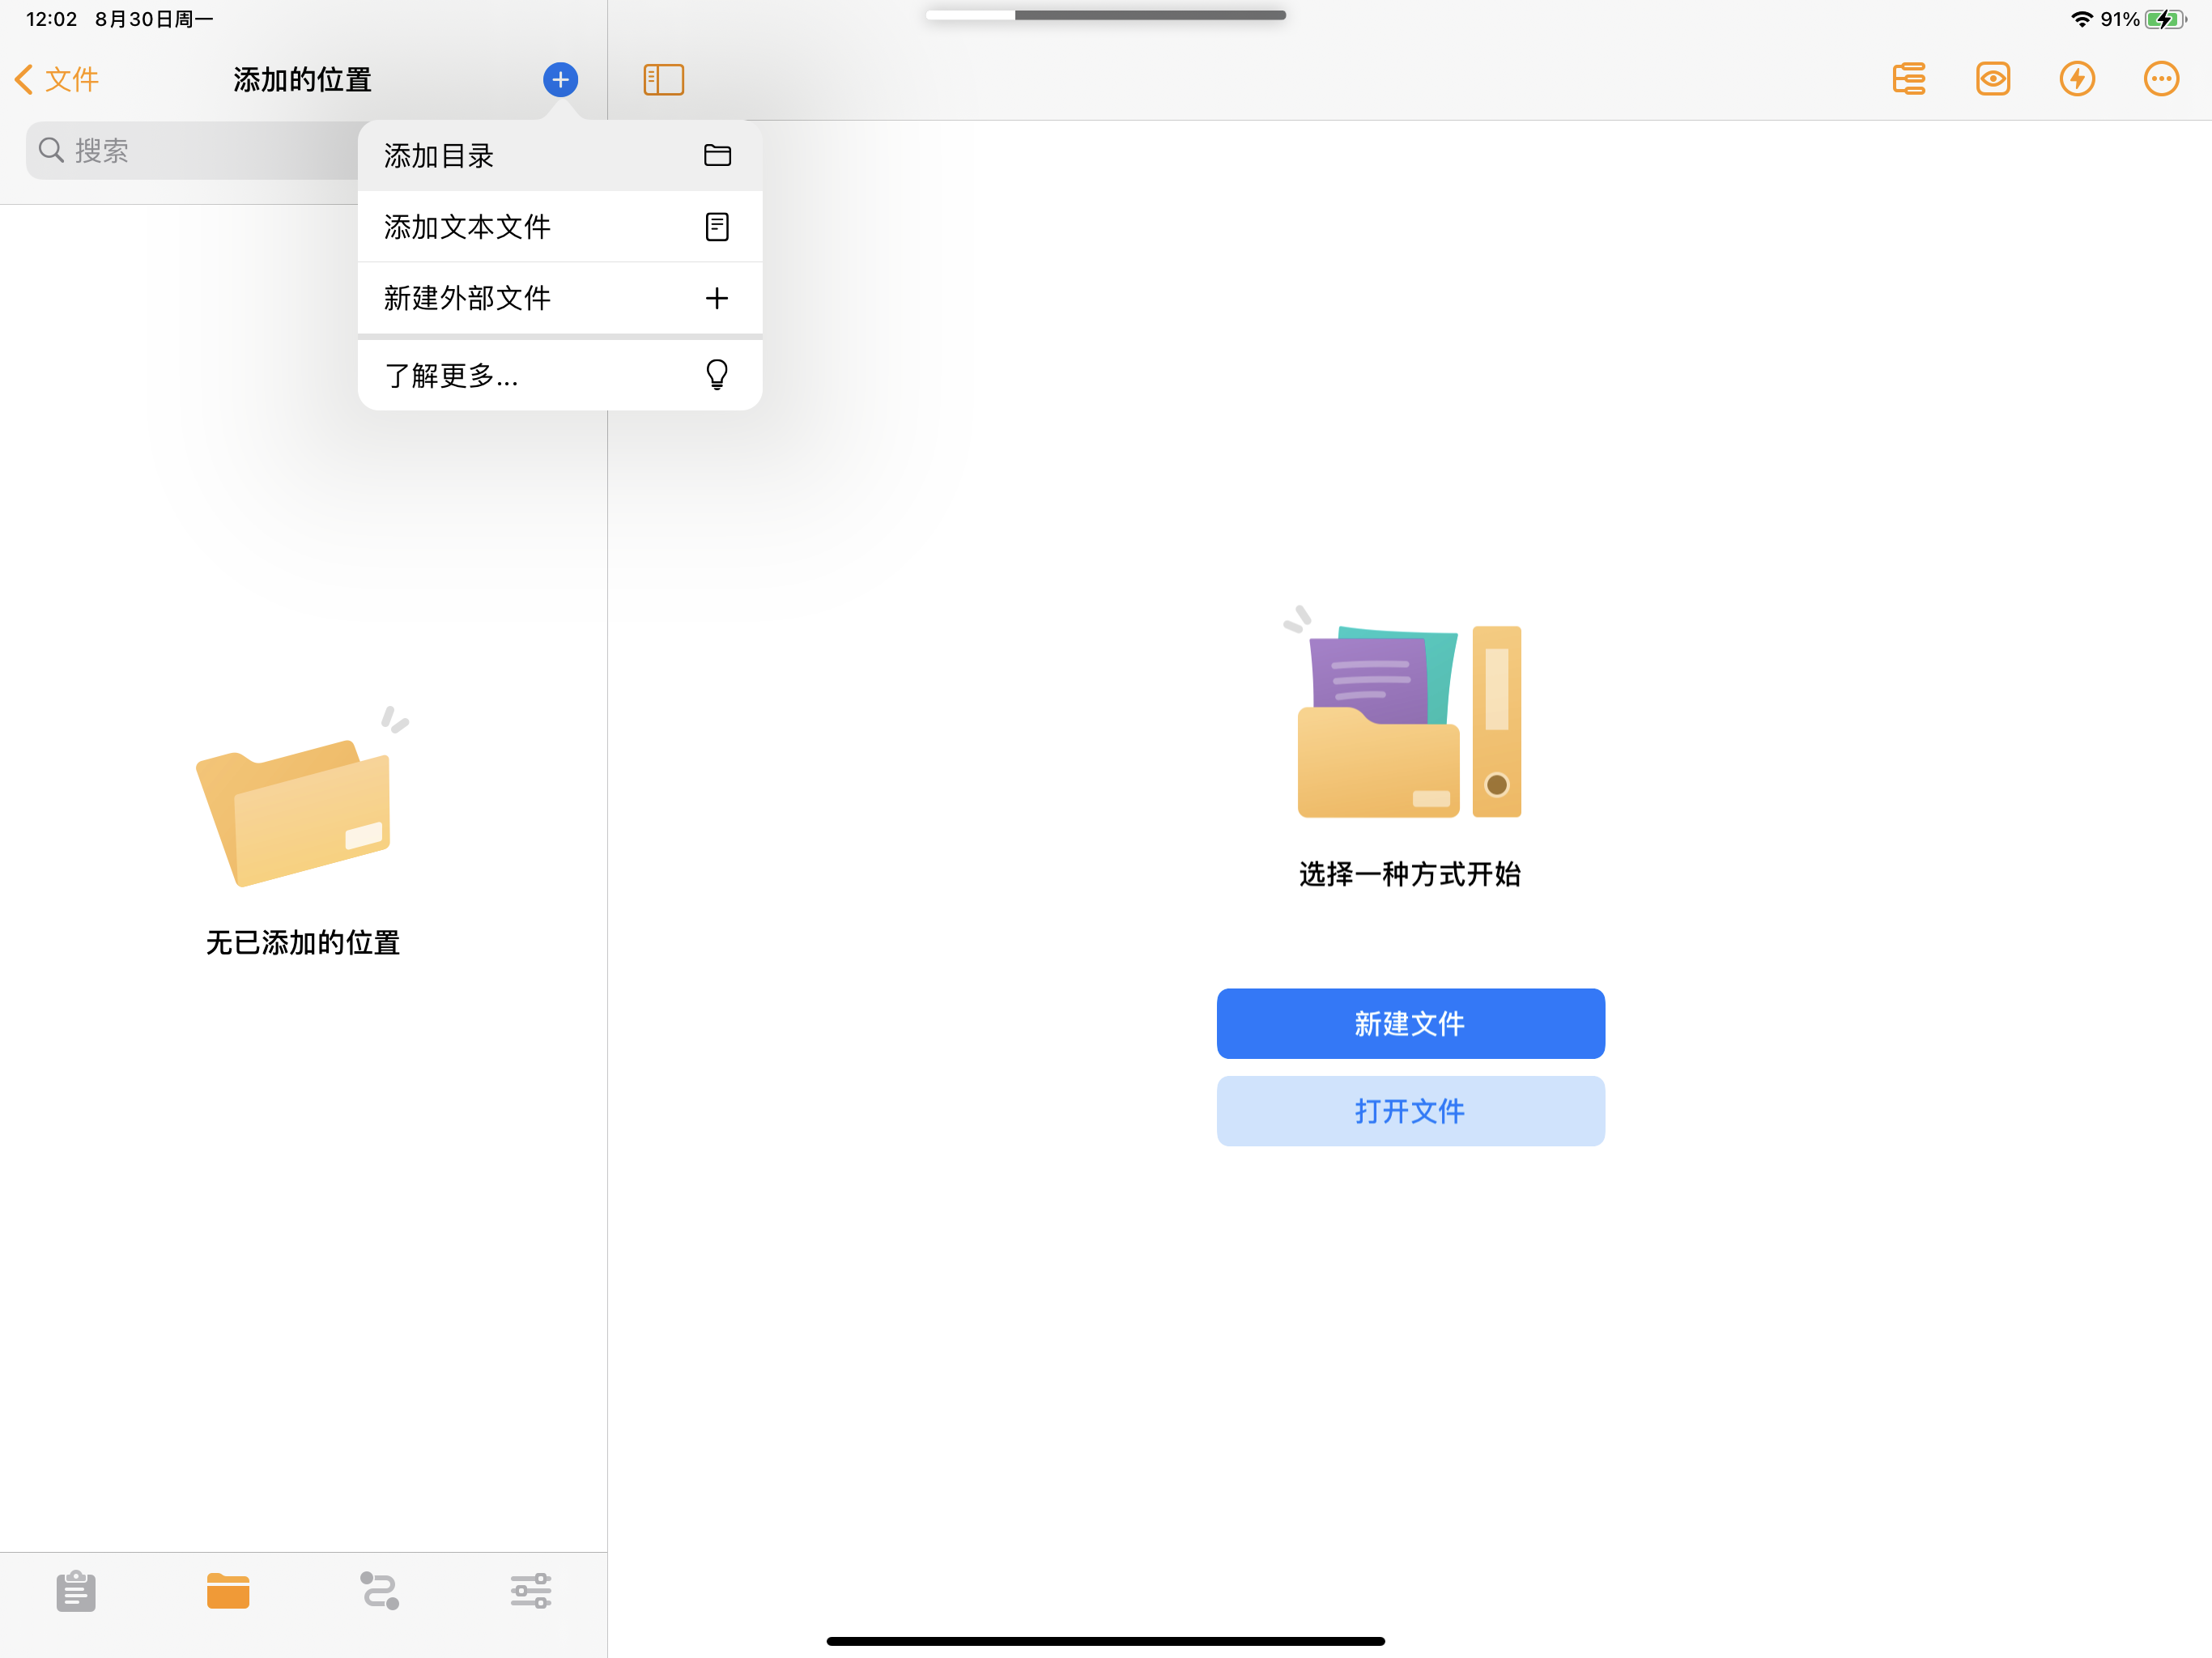 12:02 8月30日周一
91%
文件
添加的位置
搜索
添加目录
添加文本文件
新建外部文件
了解更多...
无已添加的位置
选择一种方式开始
新建文件
打开文件